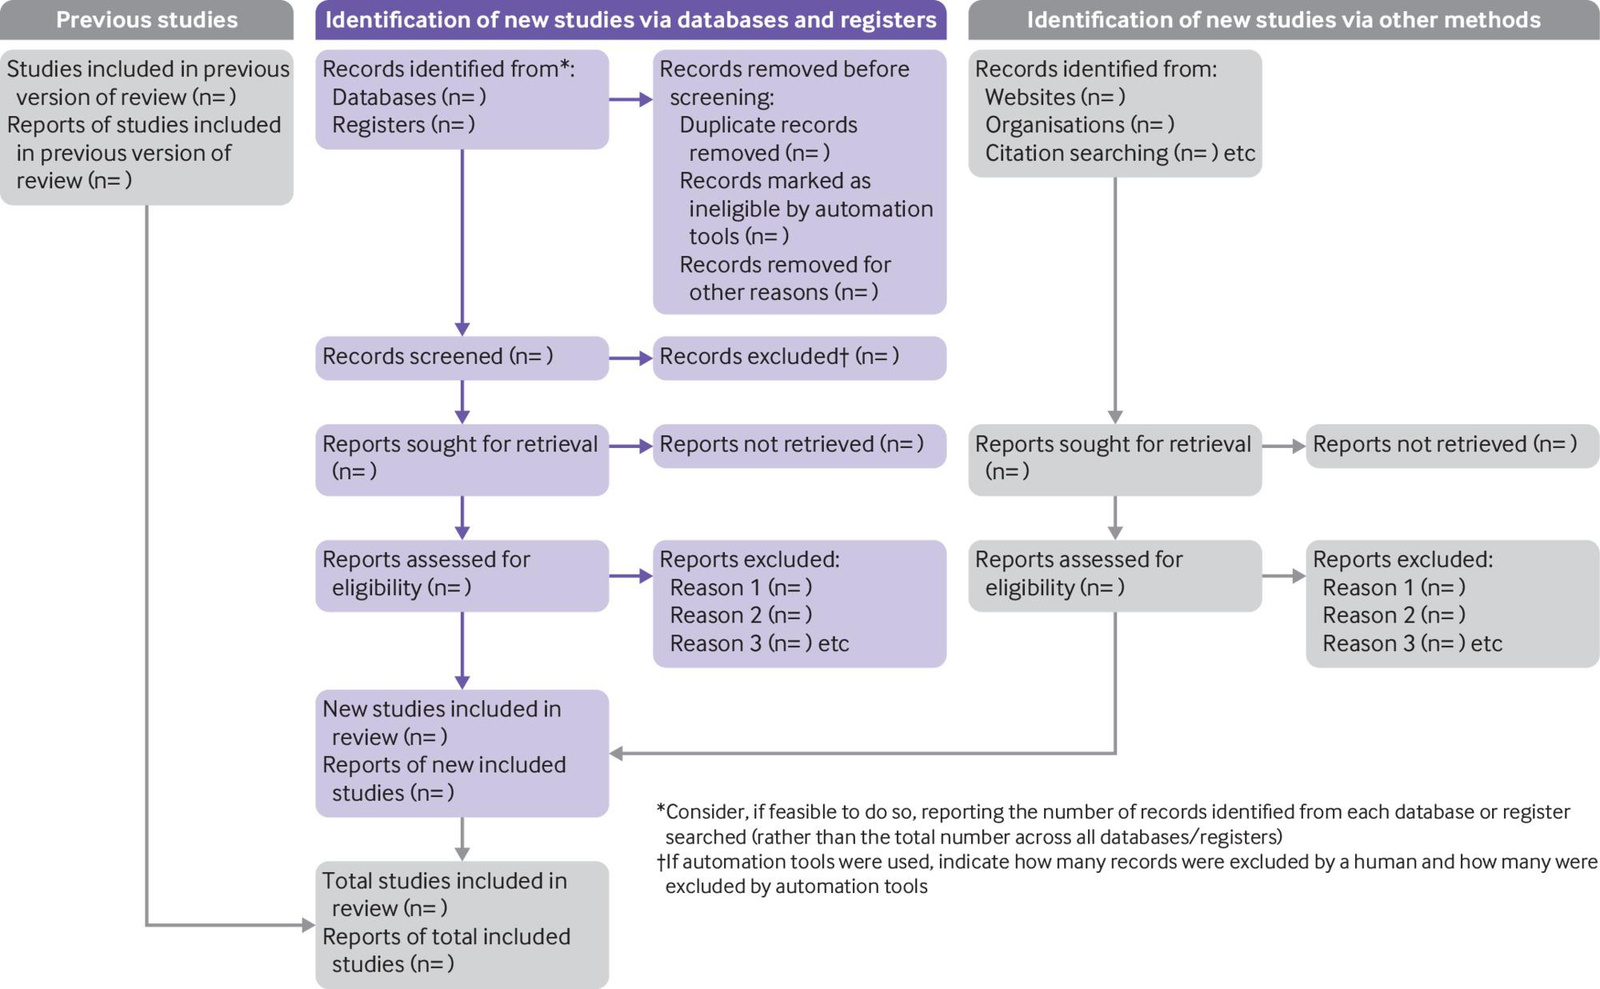 Previous studies
Studies included in previous
version of review (n= )
Reports of studies included
in previous version of
review (n= )
Identification of new studies via databases and registers
Records identified from*:
Databases (n= )
Registers (n= )
Records removed before
screening:
Duplicate records
removed (n= )
Records marked as
ineligible by automation
tools (n= )
Records removed for
other reasons (n= )
Records screened (n= )
Records excluded† (n= )
Reports sought for retrieval
(n= )
Reports not retrieved (n= )
Reports assessed for
eligibility (n= )
Reports excluded:
Reason 1 (n= )
Reason 2 (n= )
Reason 3 (n= ) etc
New studies included in
review (n= )
Reports of new included
studies (n= )
Total studies included in
review (n= )
Reports of total included
studies (n= )
Identification of new studies via other methods
Records identified from:
Websites (n= )
Organisations (n= )
Citation searching (n= ) etc
Reports sought for retrieval
(n= )
Reports not retrieved (n= )
Reports assessed for
eligibility (n= )
Reports excluded:
Reason 1 (n= )
Reason 2 (n= )
Reason 3 (n= ) etc
*Consider, if feasible to do so, reporting the number of records identified from each database or register
searched (rather than the total number across all databases/registers)
†If automation tools were used, indicate how many records were excluded by a human and how many were
excluded by automation tools